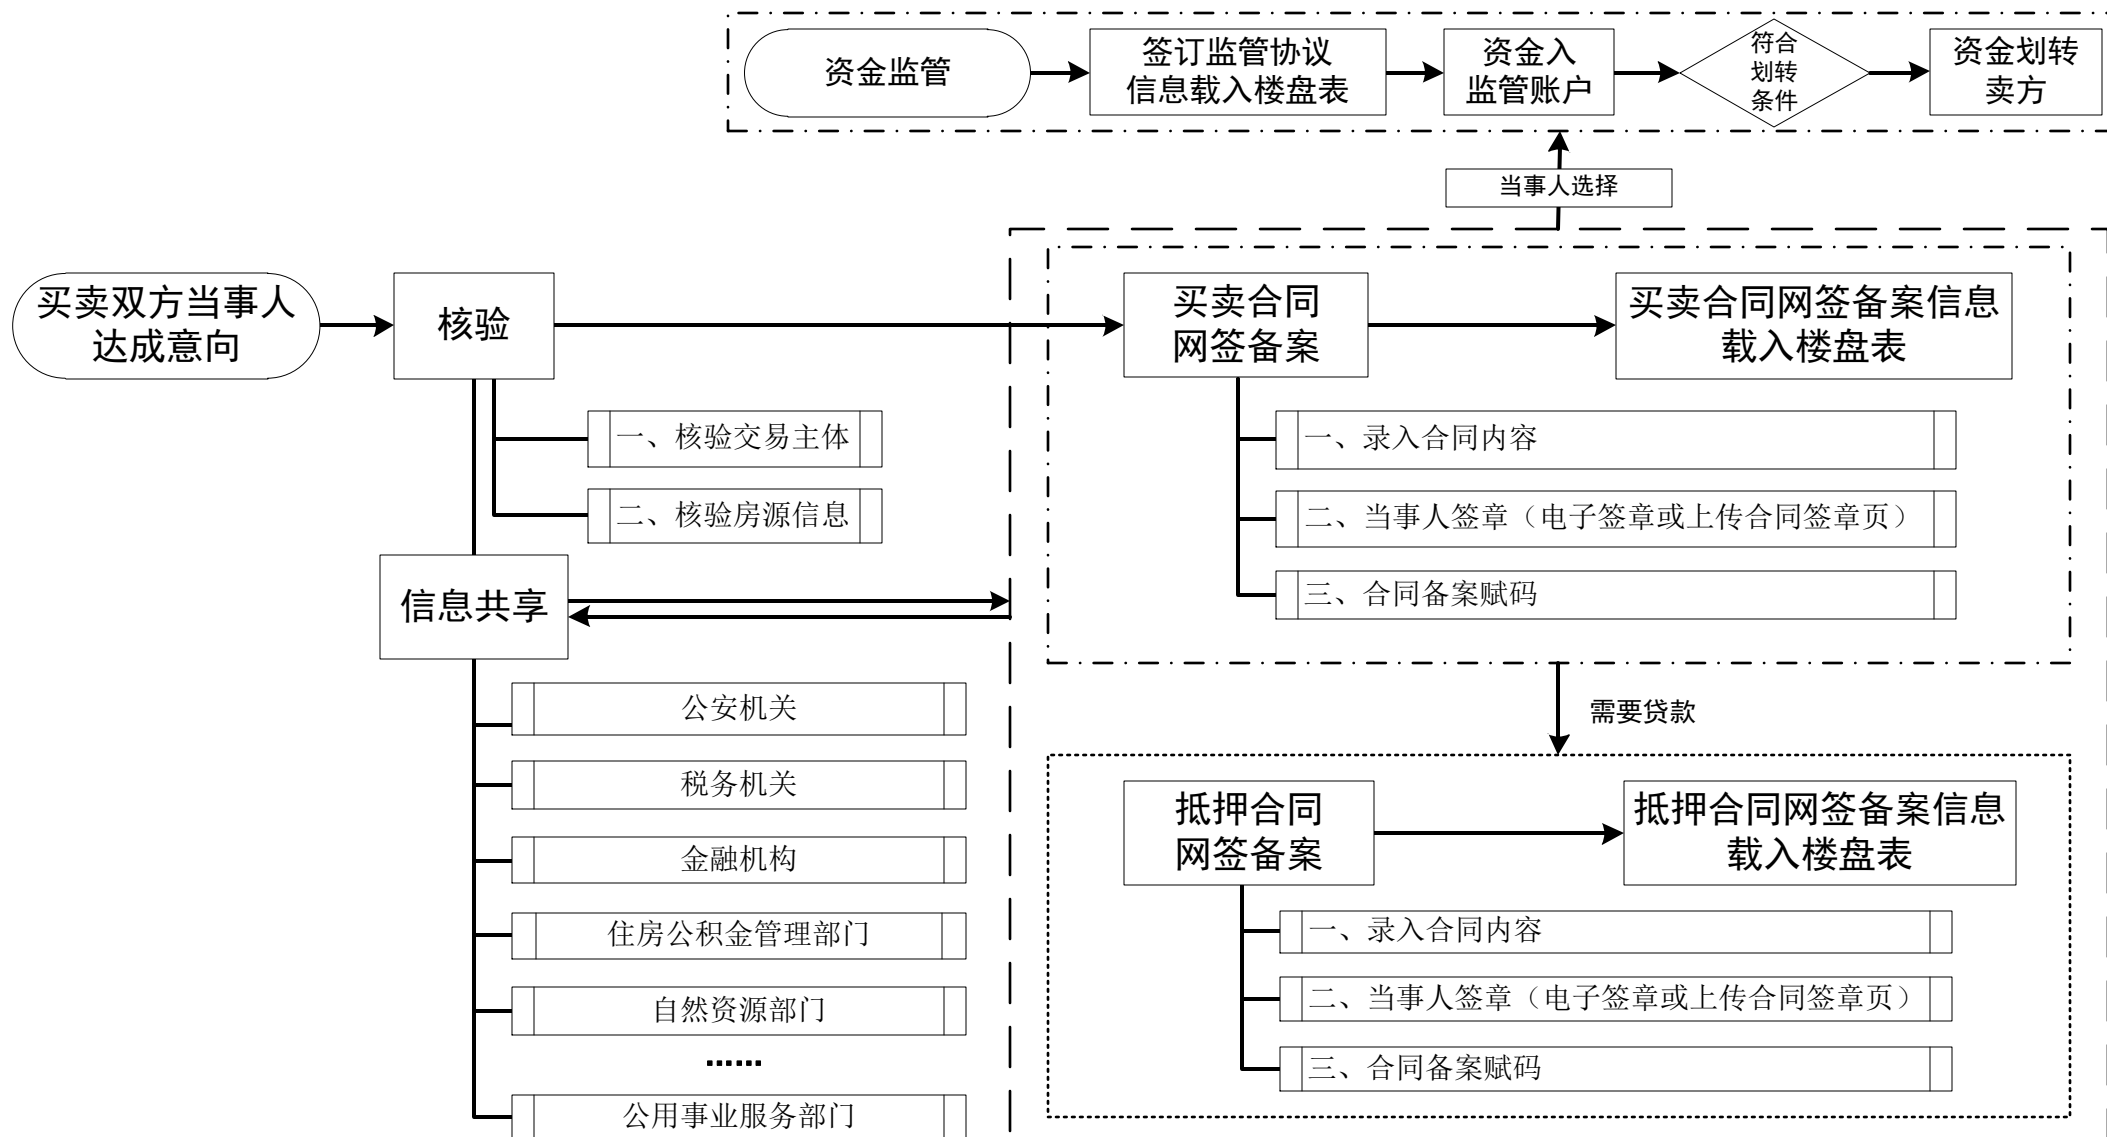 资金监管
签订监管协议
信息载入楼盘表
资金入
监管账户
符合
划转
条件
资金划转
卖方
当事人选择
买卖双方当事人
达成意向
核验
买卖合同
网签备案
买卖合同网签备案信息
载入楼盘表
一、核验交易主体
二、核验房源信息
一、录入合同内容
二、当事人签章（电子签章或上传合同签章页）
三、合同备案赋码
信息共享
公安机关
税务机关
金融机构
住房公积金管理部门
自然资源部门
……
公用事业服务部门
需要贷款
抵押合同
网签备案
抵押合同网签备案信息
载入楼盘表
一、录入合同内容
二、当事人签章（电子签章或上传合同签章页）
三、合同备案赋码